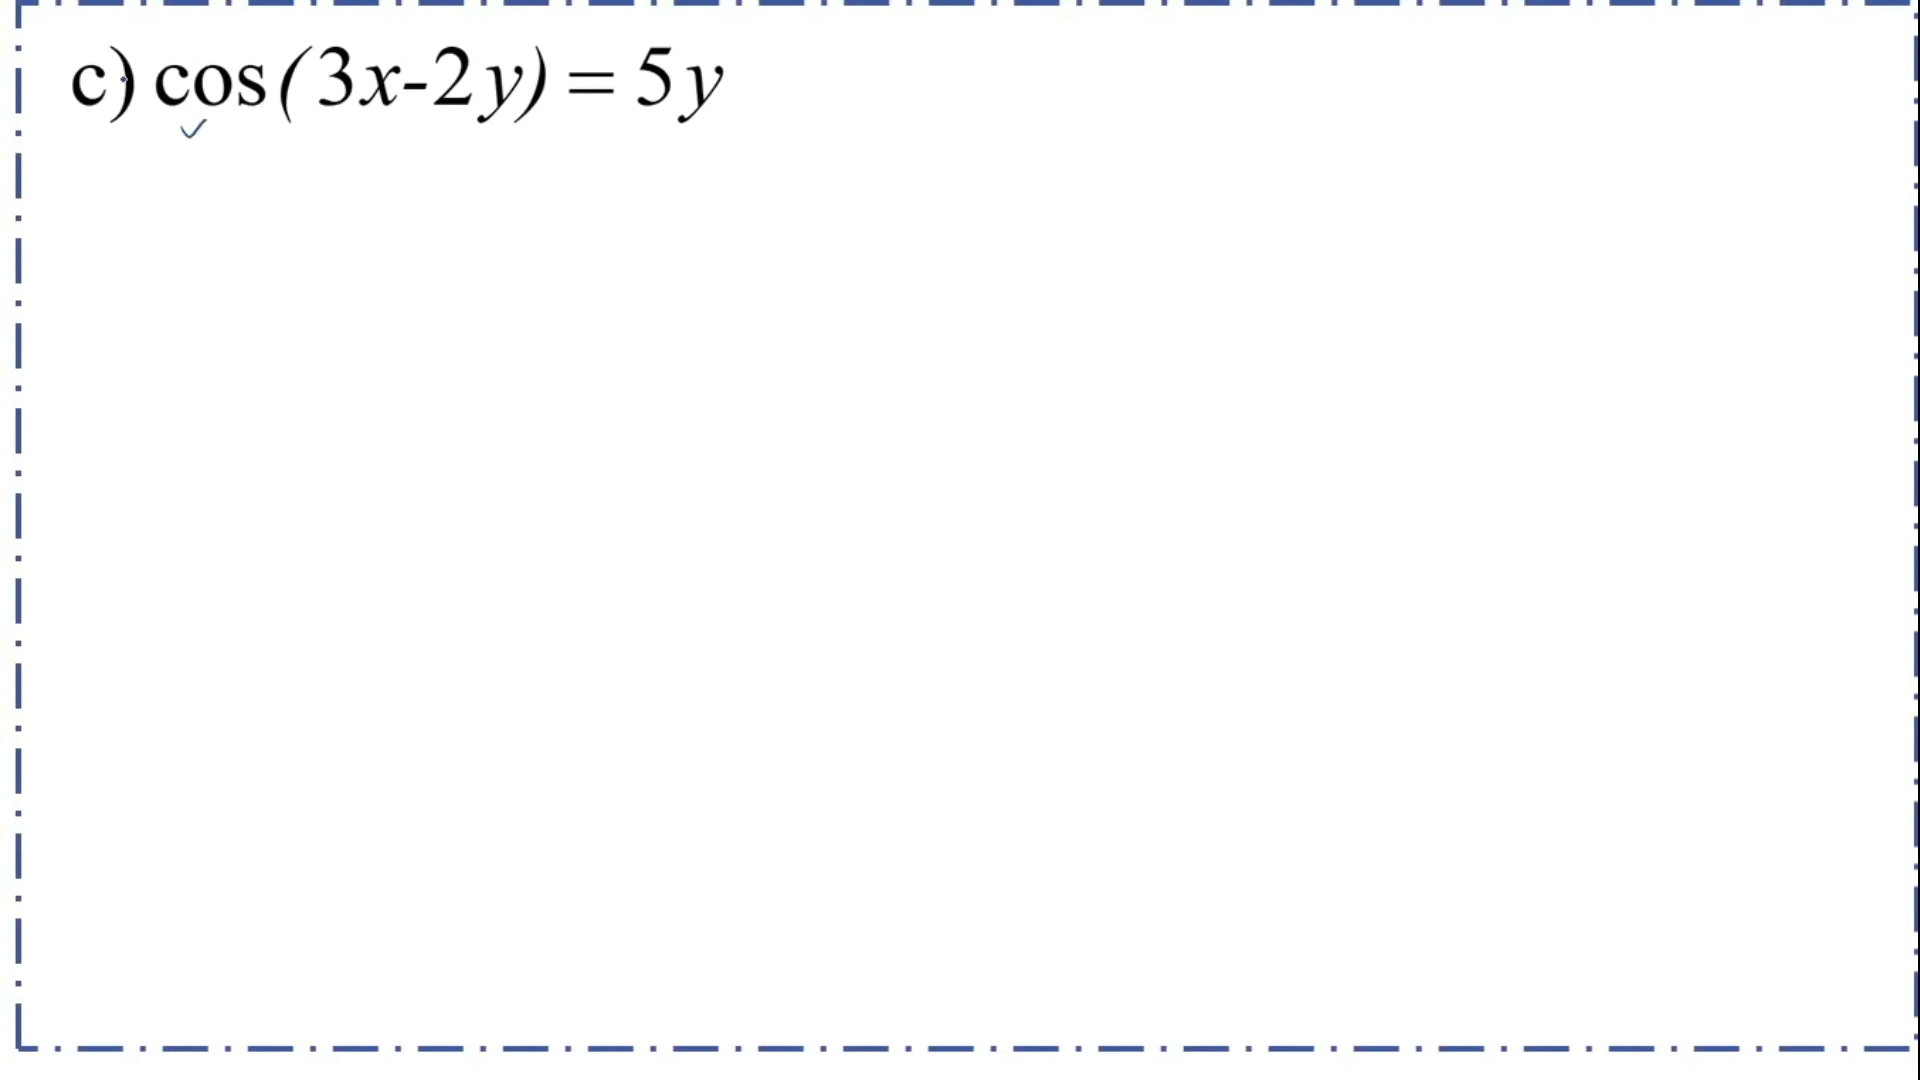 c) cos(3x-2y) = 5y